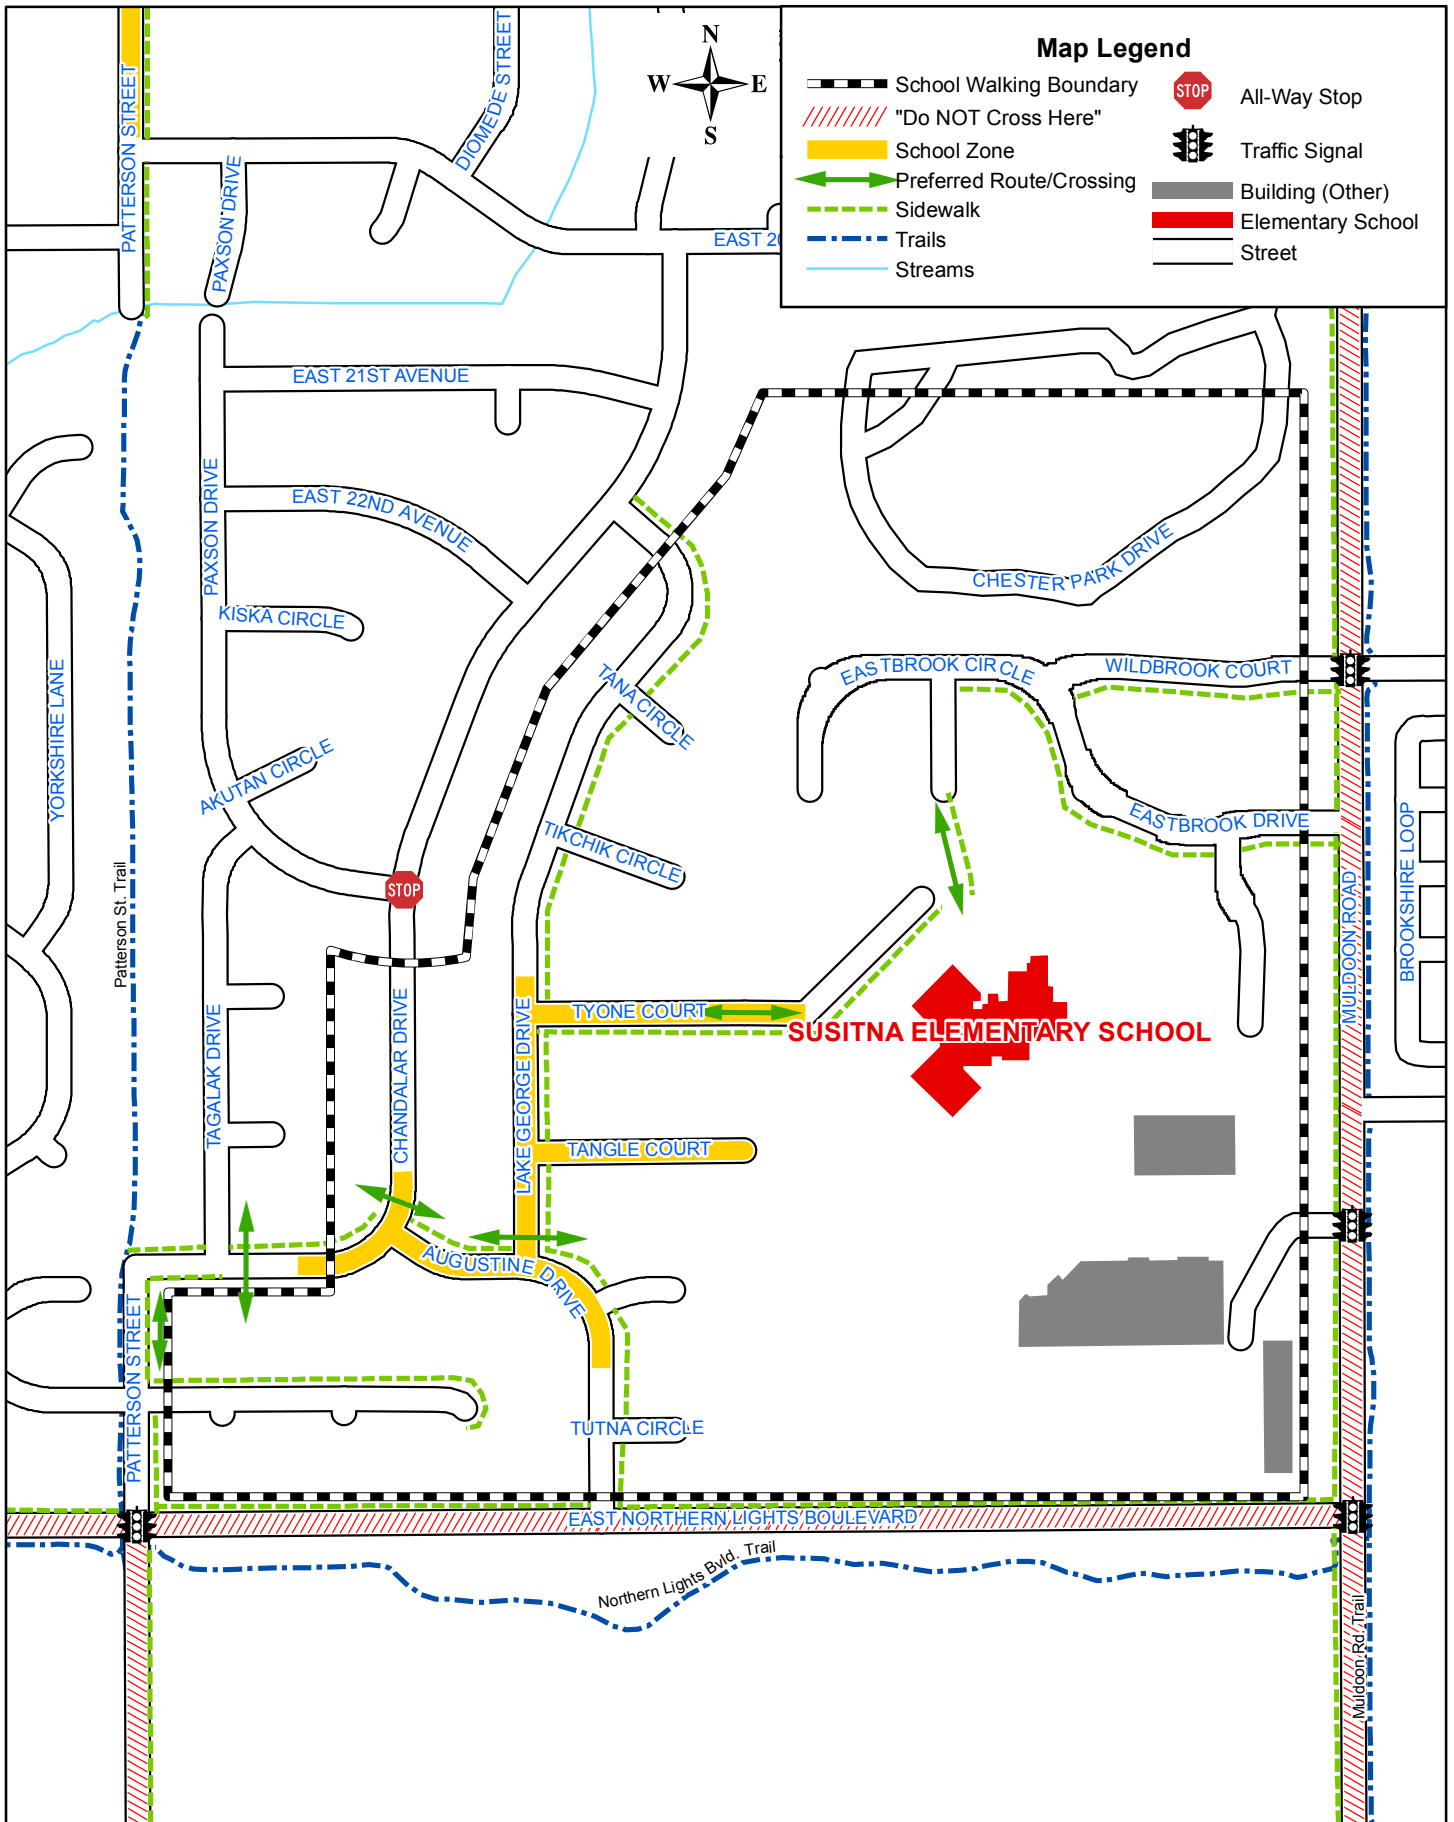 Map Legend
School Walking Boundary
"Do NOT Cross Here"
School Zone
Preferred Route/Crossing
Sidewalk
Trails
Streams
STOP
All-Way Stop
Traffic Signal
Building (Other)
Elementary School
Street
N
W
E
S
PATTERSON STREET
DIOMEDE STREET
PAXSON DRIVE
EAST 20
EAST 21ST AVENUE
PAXSON DRIVE
EAST 22ND AVENUE
KISKA CIRCLE
CHESTER PARK DRIVE
YORKSHIRE LANE
TANA CIRCLE
EASTBROOK CIRCLE
WILDBROOK COURT
AKUTAN CIRCLE
EASTBROOK DRIVE
TIKCHIK CIRCLE
BROOKSHIRE LOOP
Patterson St. Trail
STOP
MULDOON ROAD
TYONE COURT
SUSITNA ELEMENTARY SCHOOL
TAGALAK DRIVE
CHANDALAR DRIVE
LAKE GEORGE DRIVE
TANGLE COURT
AUGUSTINE DRIVE
PATTERSON STREET
TUTNA CIRCLE
EAST NORTHERN LIGHTS BOULEVARD
Northern Lights Bvld. Trail
Muldoon Rd. Trail